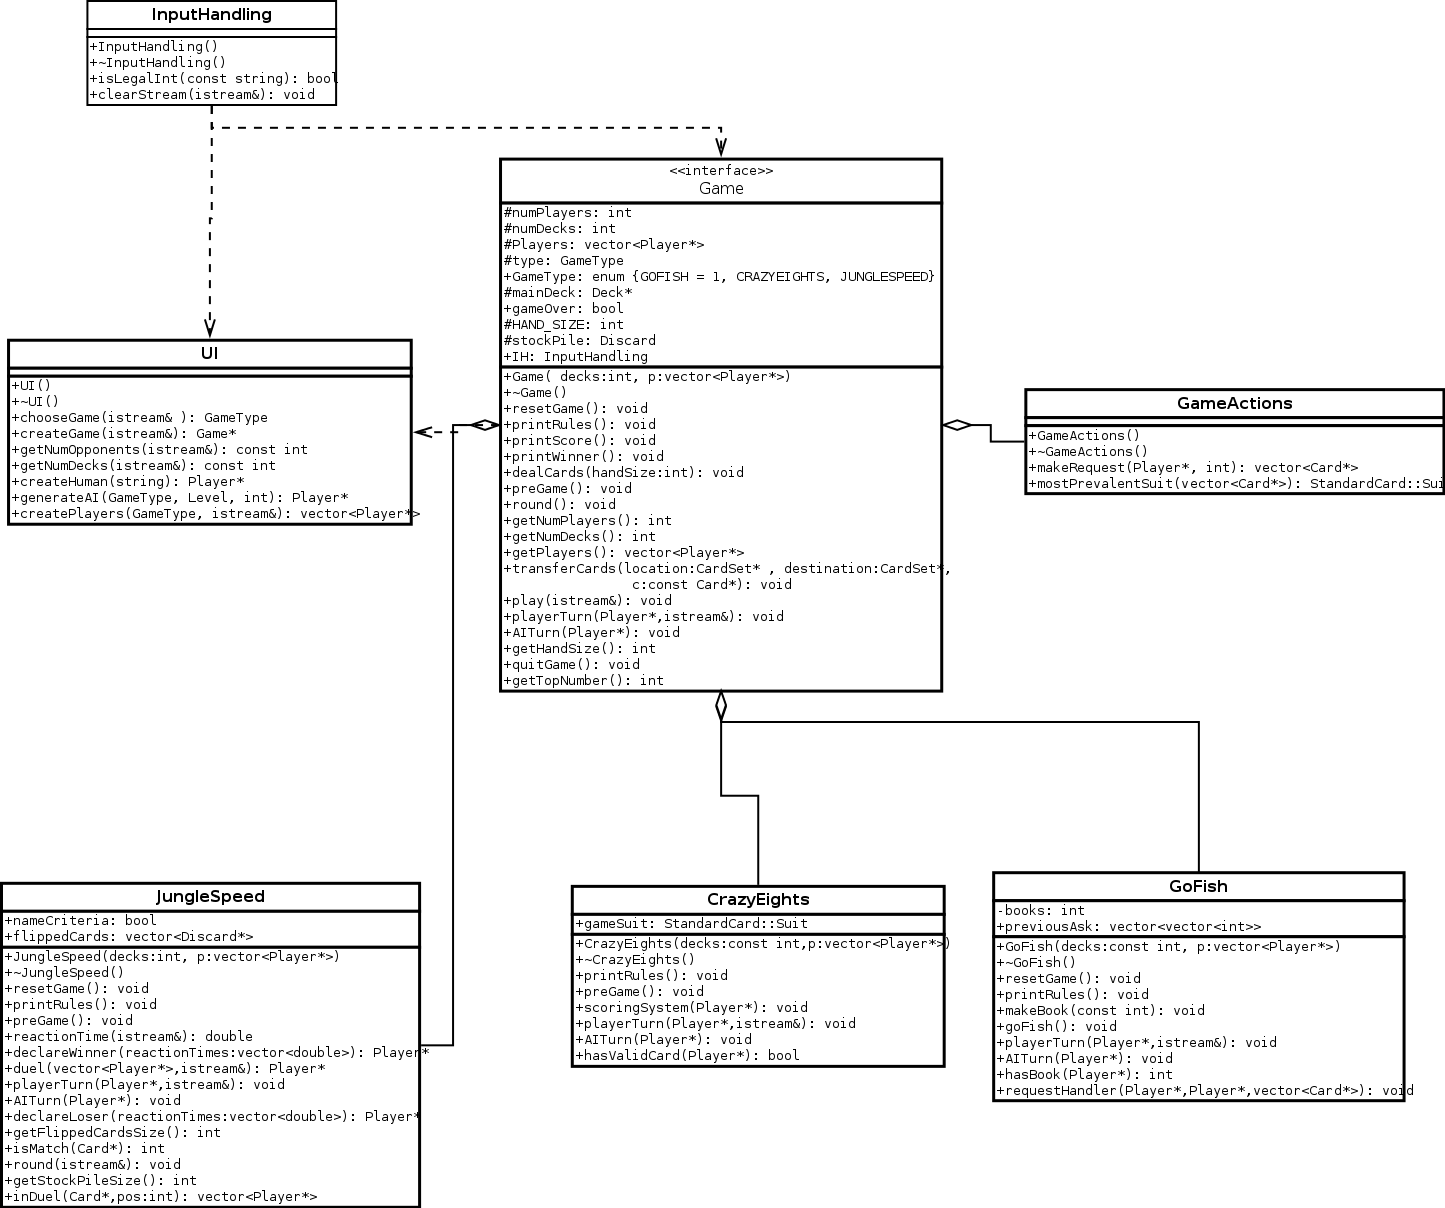 InputHandling
+InputHandling()
+~InputHandling()
+isLegalInt(const string): bool
+clearStream(istream&): void
<<interface>>
Game
#numPlayers: int
#numDecks: int
#Players: vector<Player*>
#type: GameType
+GameType: enum {GOFISH = 1, CRAZYEIGHTS, JUNGLESPEED}
#mainDeck: Deck*
+gameOver: bool
#HAND_SIZE: int
#stockPile: Discard
+IH: InputHandling
+Game( decks:int, p:vector<Player*>)
+~Game()
+resetGame(): void
+printRules(): void
+printScore(): void
+printWinner(): void
+dealCards(handSize:int): void
+preGame(): void
+round(): void
+getNumPlayers(): int
+getNumDecks(): int
+getPlayers(): vector<Player*>
+transferCards(location:CardSet* , destination:CardSet*,
c:const Card*): void
+play(istream&): void
+playerTurn(Player*,istream&): void
+AITurn(Player*): void
+getHandSize(): int
+quitGame(): void
+getTopNumber(): int
UI
+UI()
+~UI()
+chooseGame(istream& ): GameType
+createGame(istream&): Game*
+getNumOpponents(istream&): const int
+getNumDecks(istream&): const int
+createHuman(string): Player*
+generateAI(GameType, Level, int): Player*
+createPlayers(GameType, istream&): vector<Player*>
GameActions
+GameActions()
+~GameActions()
+makeRequest(Player*, int): vector<Card*>
+mostPrevalentSuit(vector<Card*>): StandardCard::Sui
JungleSpeed
+nameCriteria: bool
+flippedCards: vector<Discard*>
+JungleSpeed(decks:int, p:vector<Player*>)
+~JungleSpeed()
+resetGame(): void
+printRules(): void
+preGame(): void
+reactionTime(istream&): double
+declareWinner(reactionTimes:vector<double>): Player*
+duel(vector<Player*>,istream&): Player*
+playerTurn(Player*,istream&): void
+AITurn(Player*): void
+declareLoser(reactionTimes:vector<double>): Player*
+getFlippedCardsSize(): int
+isMatch(Card*): int
+round(istream&): void
+getStockPileSize(): int
+inDuel(Card*,pos:int): vector<Player*>
CrazyEights
+gameSuit: StandardCard::Suit
+CrazyEights(decks:const int,p:vector<Player*>)
+~CrazyEights()
+printRules(): void
+preGame(): void
+scoringSystem(Player*): void
+playerTurn(Player*,istream&): void
+AITurn(Player*): void
+hasValidCard(Player*): bool
GoFish
-books: int
+previousAsk: vector<vector<int>>
+GoFish(decks:const int, p:vector<Player*>)
+~GoFish()
+resetGame(): void
+printRules(): void
+makeBook(const int): void
+goFish(): void
+playerTurn(Player*,istream&): void
+AITurn(Player*): void
+hasBook(Player*): int
+requestHandler(Player*,Player*,vector<Card*>): void